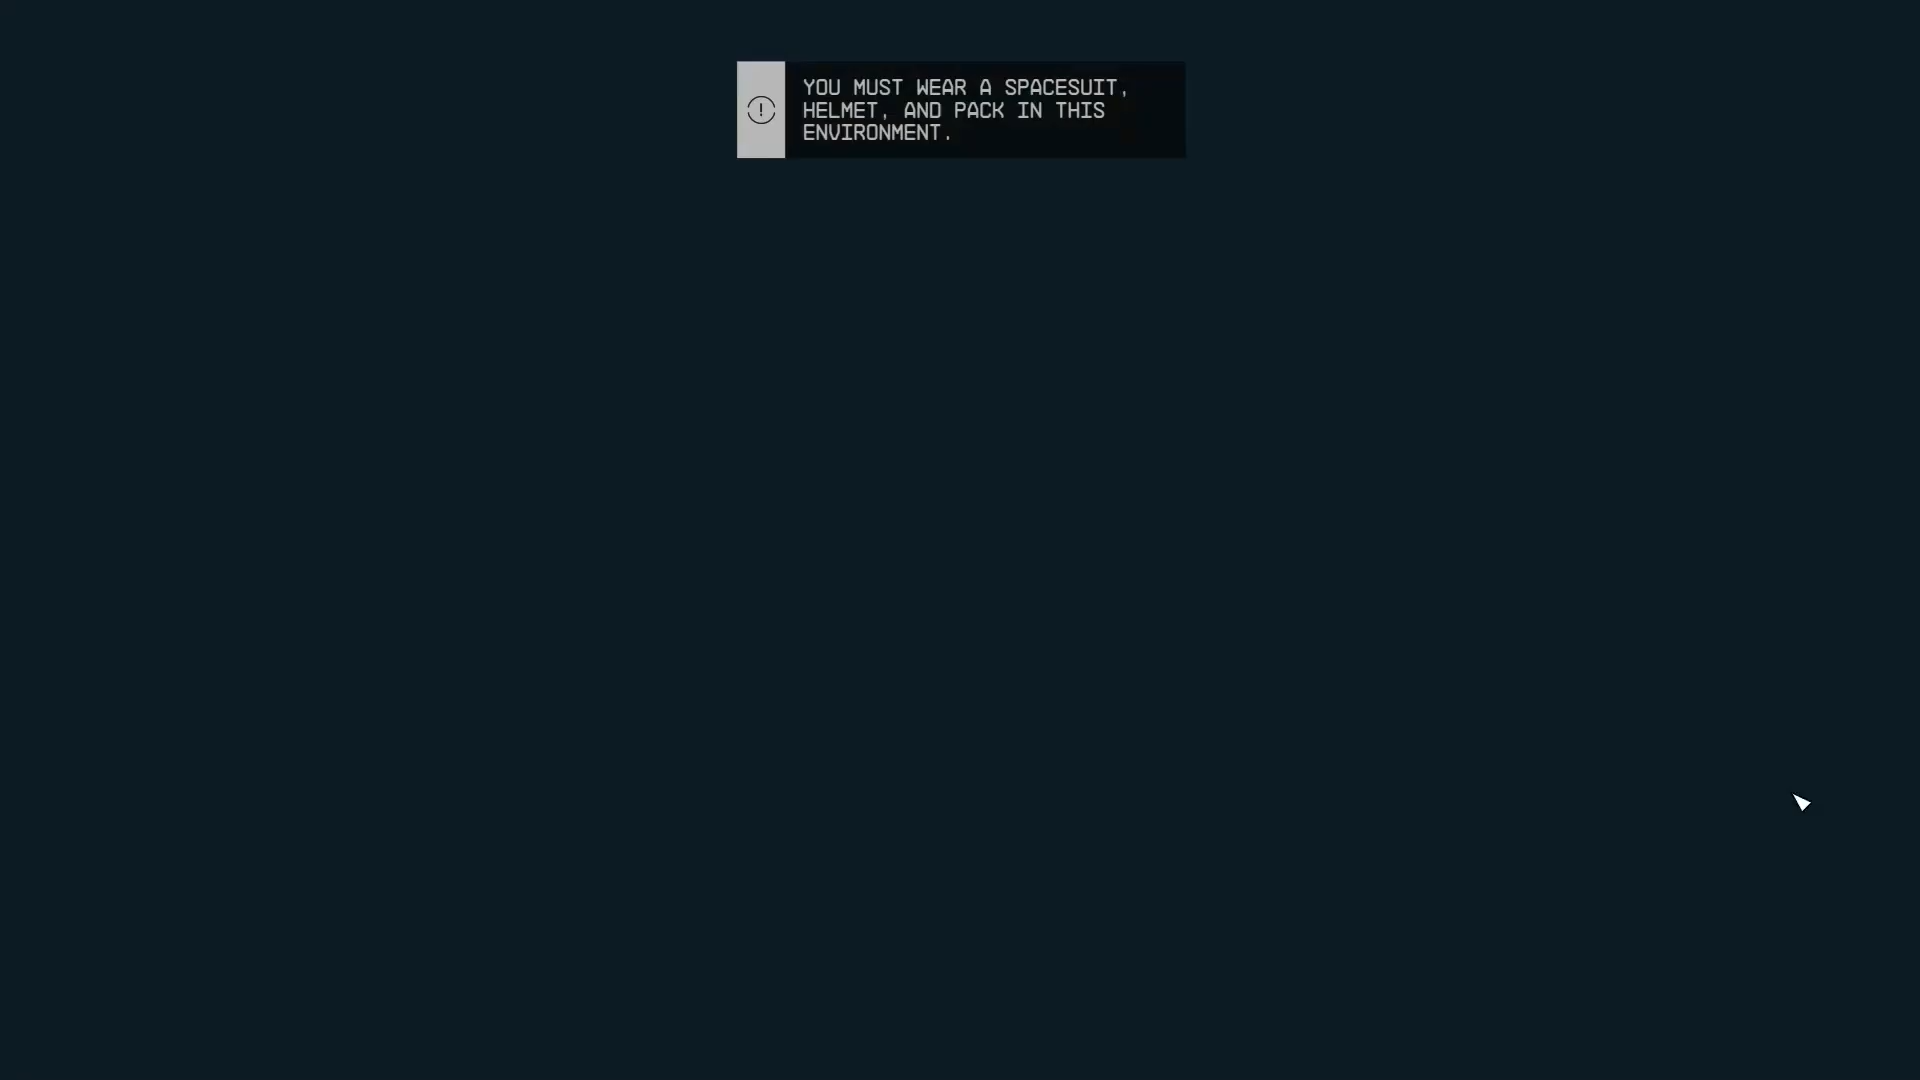 YOU MUST WEAR A SPACESUIT,
HELMET, AND PACK IN THIS
ENVIRONMENT.